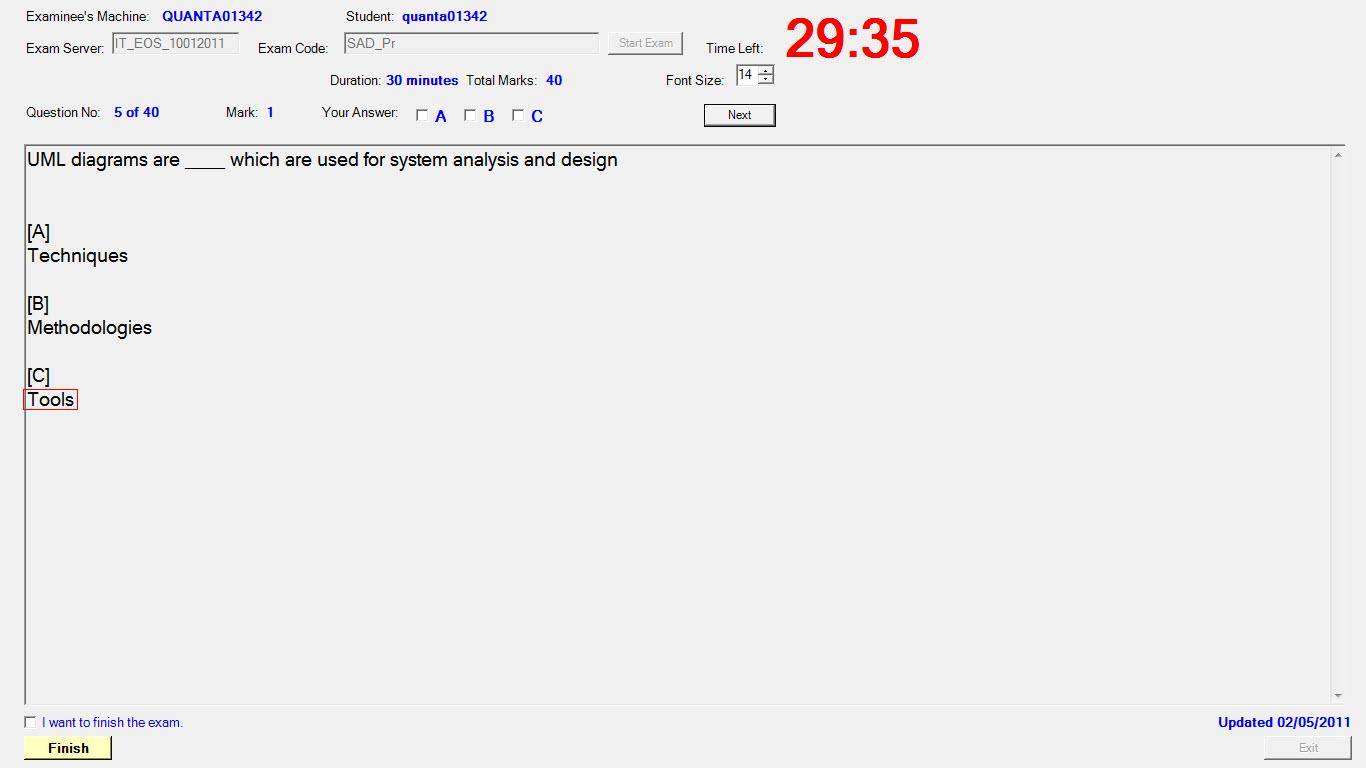 Examinee's Machine: QUANTA01342 Student: quanta01342
Exam Server: IT_EOS_10012011 Exam Code: SAD_Pr Start Exam Time Left: 29:35
Duration: 30 minutes Total Marks: 40 Font Size: 14
Question No: 5 of 40 Mark: 1 Your Answer: A B C Next
UML diagrams are ____ which are used for system analysis and design
[A]
Techniques
[B]
Methodologies
[C]
Tools
I want to finish the exam. Updated 02/05/2011
Finish Exit